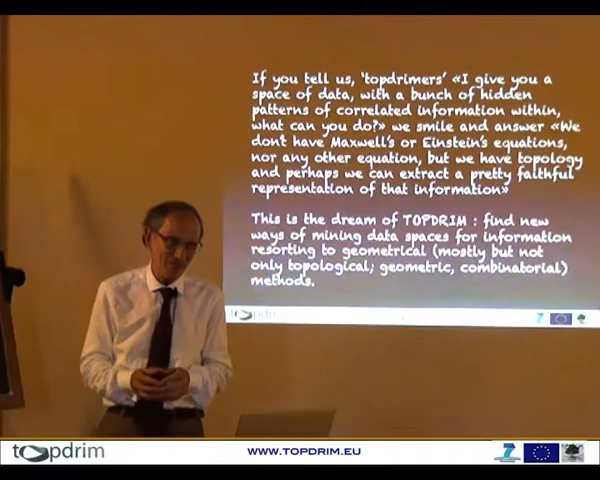 If you tell us, 'topdrimers' «I give you a
space of data, with a bunch of hidden
patterns of correlated information within,
what can you do?» we smile and answer «We
don't have Maxwell's or Einstein's equations,
nor any other equation, but we have topology
and perhaps we can extract a pretty faithful
representation of that information»
This is the dream of TOPDRIM : find new
ways of mining data spaces for information
resorting to geometrical (mostly but not
only topological; geometric, combinatorial)
methods.
topdrim
topdrim
WWW.TOPDRIM.EU